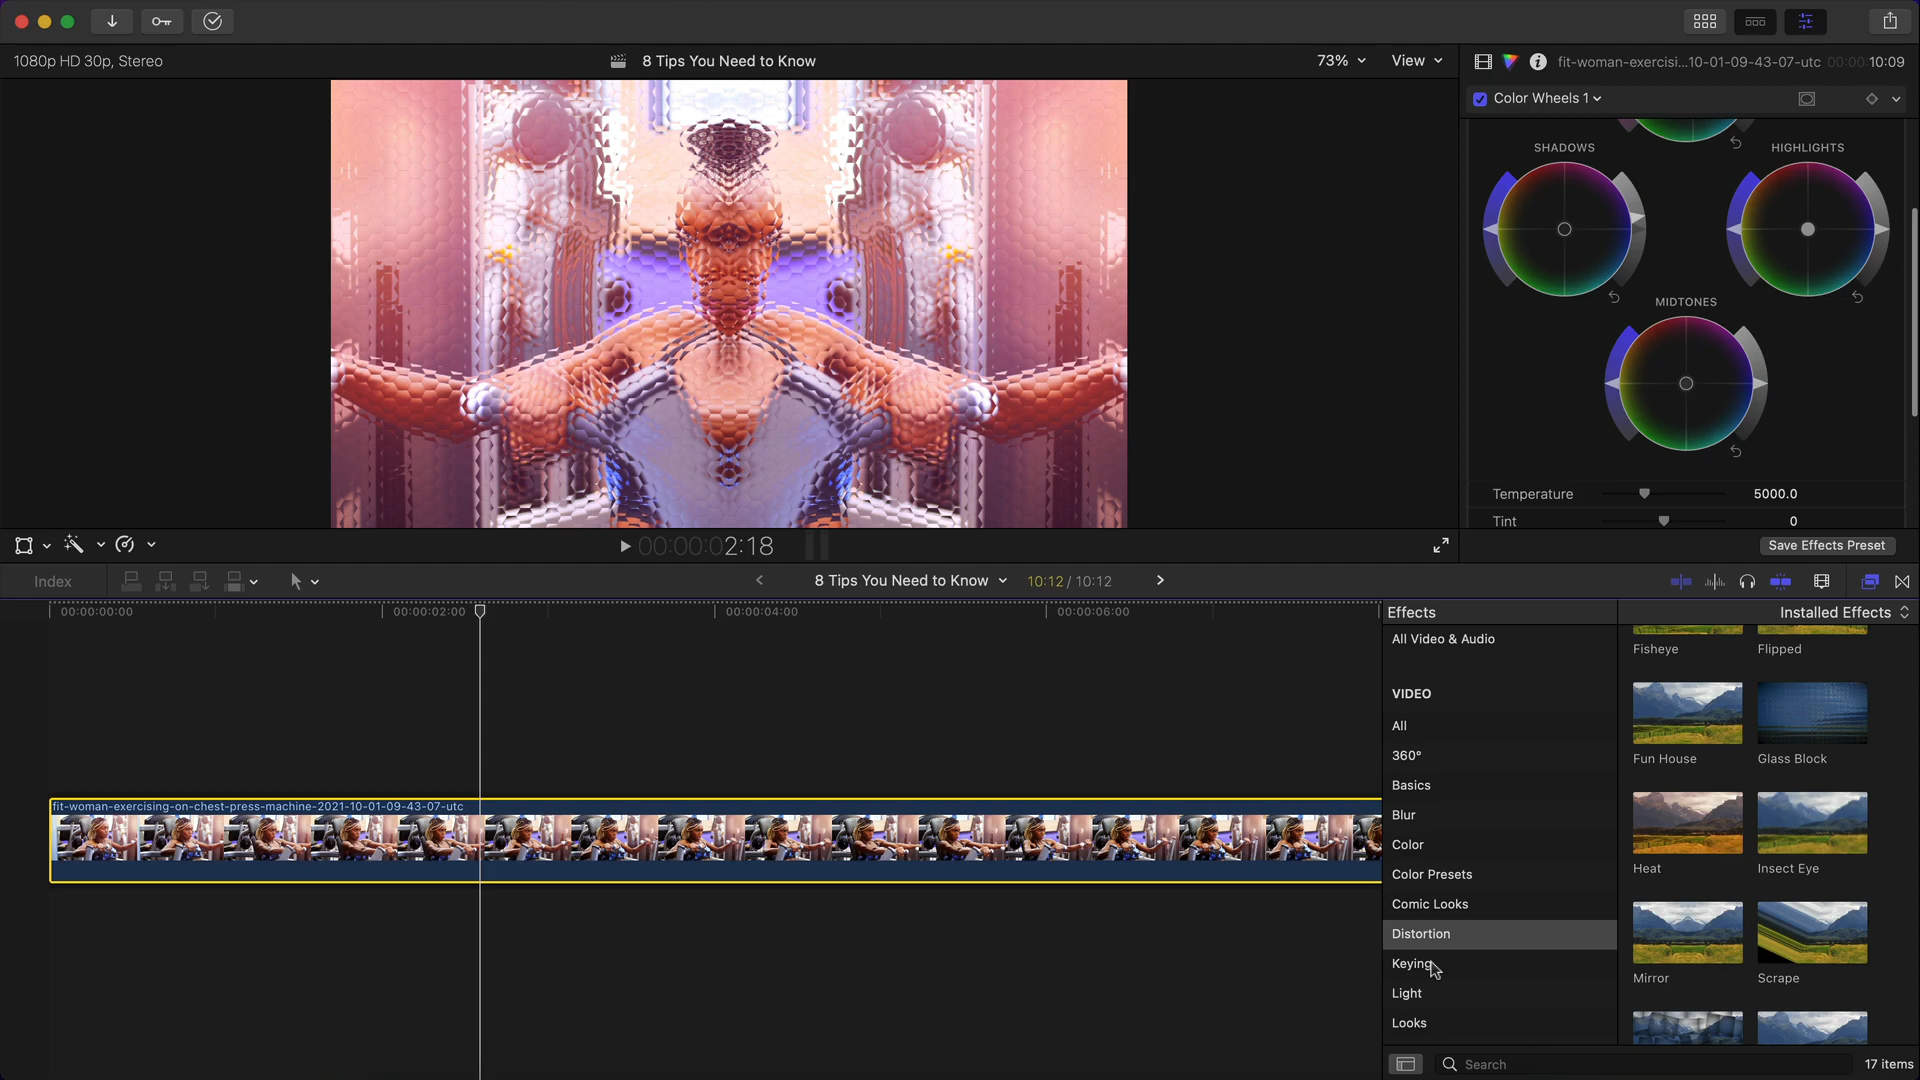 1080p HD 30p, Stereo
8 Tips You Need to Know
73%
View
fit-woman-exercisi...10-01-09-43-07-utc
00:00:10:09
Color Wheels 1
SHADOWS
HIGHLIGHTS
MIDTONES
Temperature
5000.0
Tint
0
00:00:02:18
Save Effects Preset
Index
8 Tips You Need to Know
10:12 / 10:12
00:00:00:00
00:00:02:00
00:00:04:00
00:00:06:00
Effects
Installed Effects
All Video & Audio
VIDEO
All
360°
Basics
Blur
Color
Color Presets
Comic Looks
Distortion
Keying
Light
Looks
Fisheye
Flipped
Fun House
Glass Block
Heat
Insect Eye
Mirror
Scrape
fit-woman-exercising-on-chest-press-machine-2021-10-01-09-43-07-utc
Search
17 items